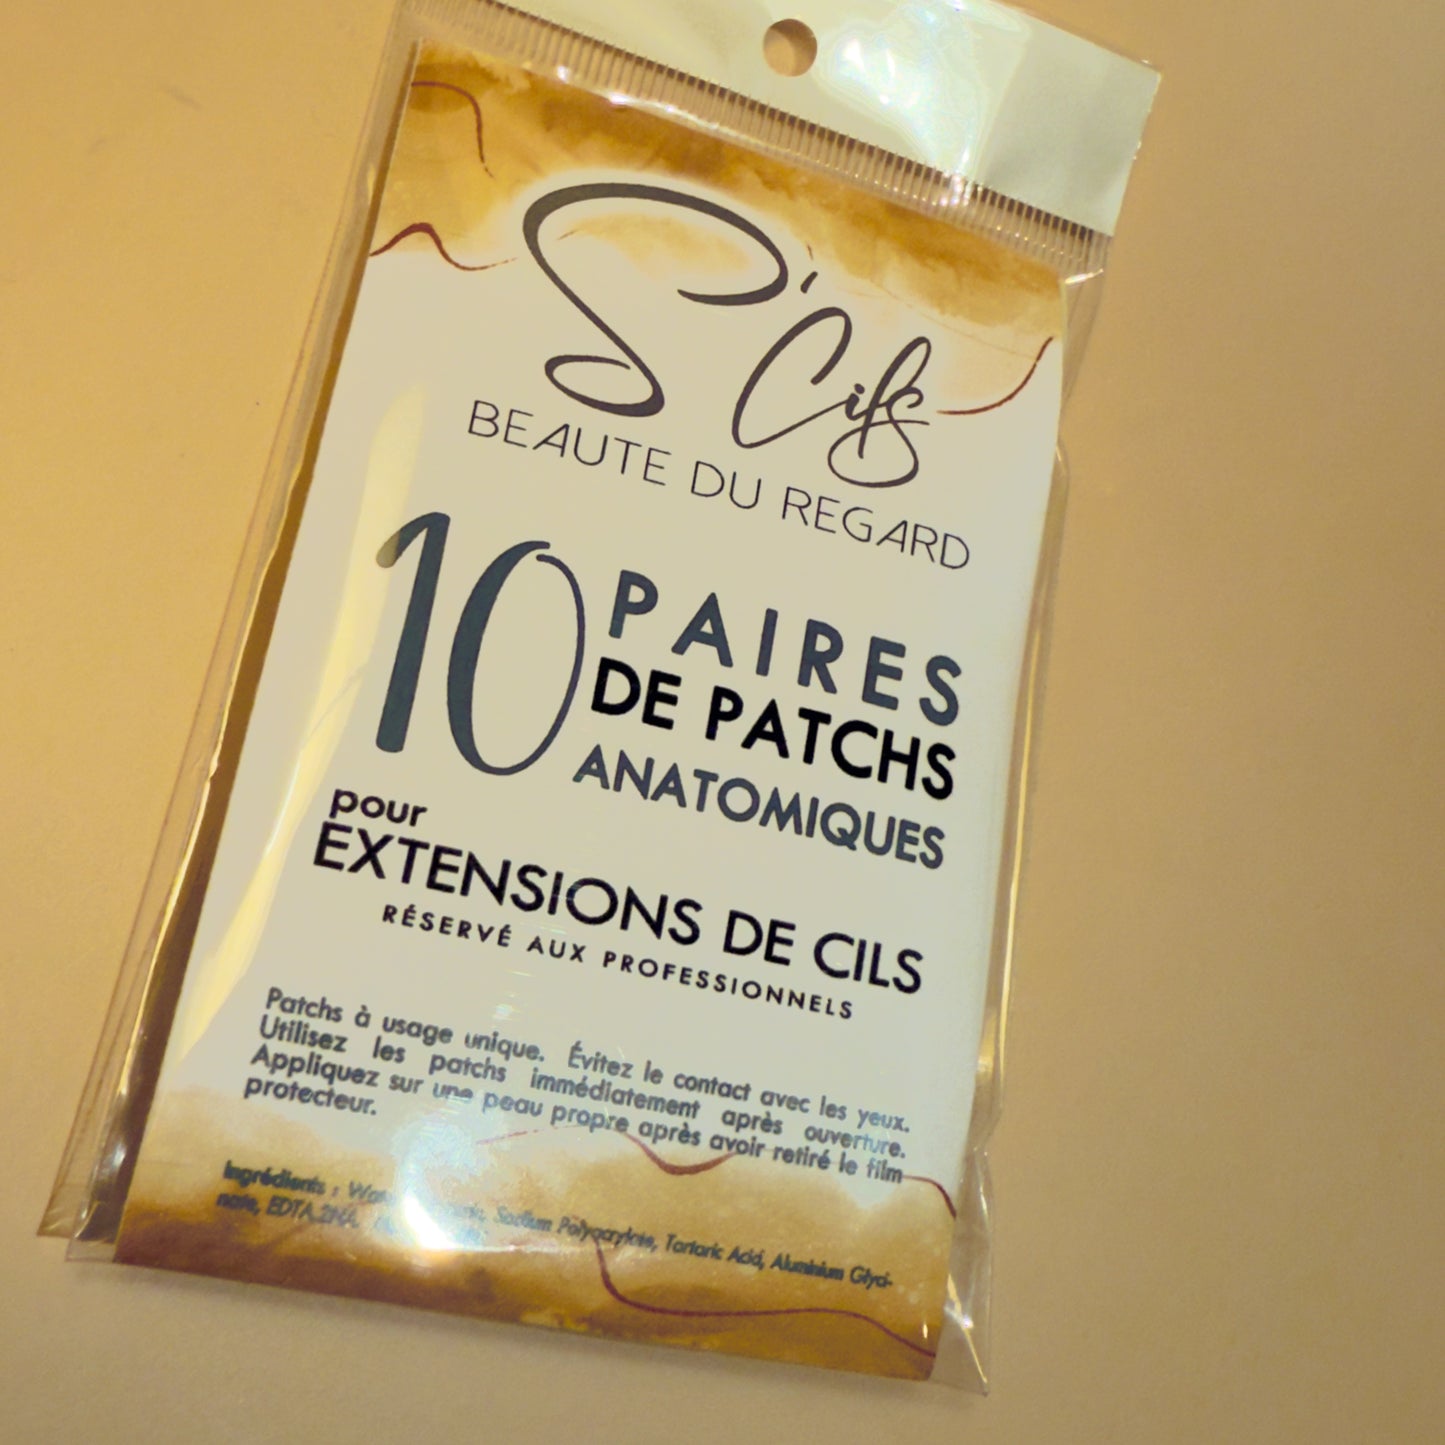 S'Cils
BEAUTE DU REGARD
10 PAIRES
DE PATCHS
ANATOMIQUES
pour
EXTENSIONS DE CILS
RÉSERVÉ AUX PROFESSIONNELS
Patchs à usage unique. Évitez le contact avec les yeux.
Utilisez les patchs immédiatement après ouverture.
Appliquez sur une peau propre après avoir retiré le film
protecteur.
Ingrédients : Sodium Polyacrylate, Tartaric Acid, Aluminium Glyci-
nate, EDTA.2NA,